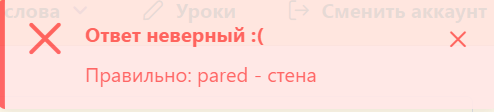 слова Уроки Сменить аккаунт
Ответ неверный :(
Правильно: pared - стена